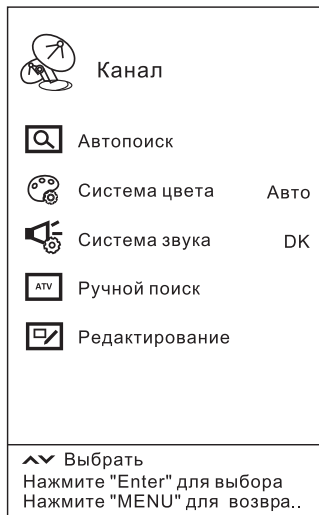 Канал
Автопоиск
Система цвета Авто
Система звука DK
ATV Ручной поиск
Редактирование
Выбрать
Нажмите "Enter" для выбора
Нажмите "MENU" для возвра..